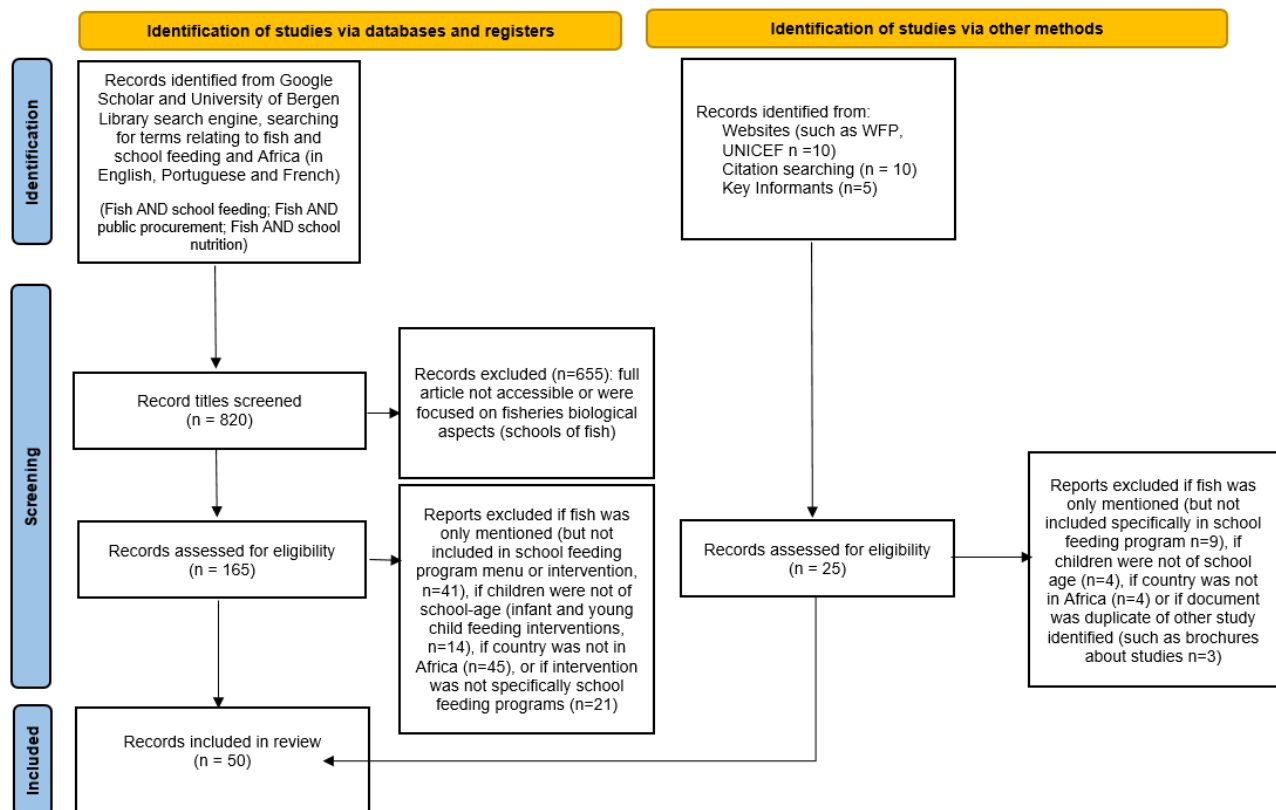 Identification of studies via databases and registers
Identification of studies via other methods
Identification
Records identified from Google
Scholar and University of Bergen
Library search engine, searching
for terms relating to fish and
school feeding and Africa (in
English, Portuguese and French)
(Fish AND school feeding; Fish AND
public procurement; Fish AND school
nutrition)
Records identified from:
Websites (such as WFP,
UNICEF n =10)
Citation searching (n = 10)
Key Informants (n=5)
Screening
Record titles screened
(n = 820)
Records excluded (n=655): full
article not accessible or were
focused on fisheries biological
aspects (schools of fish)
Records assessed for eligibility
(n = 165)
Reports excluded if fish was
only mentioned (but not
included in school feeding
program menu or intervention,
n=41), if children were not of
school-age (infant and young
child feeding interventions,
n=14), if country was not in
Africa (n=45), or if intervention
was not specifically school
feeding programs (n=21)
Records assessed for eligibility
(n = 25)
Reports excluded if fish was
only mentioned (but not
included specifically in school
feeding program n=9), if
children were not of school
age (n=4), if country was not
in Africa (n=4) or if document
was duplicate of other study
identified (such as brochures
about studies n=3)
Included
Records included in review
(n = 50)